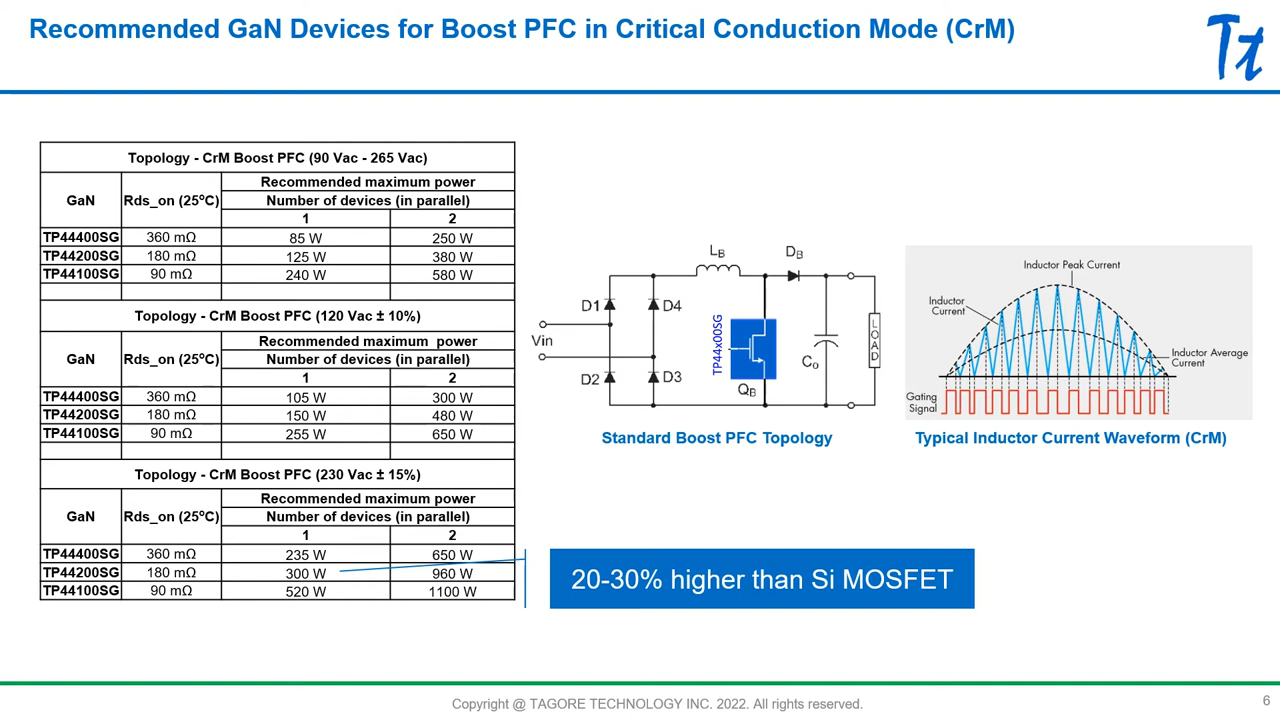 Recommended GaN Devices for Boost PFC in Critical Conduction Mode (CrM)
Tt
Topology - CrM Boost PFC (90 Vac - 265 Vac)
GaN Rds_on (25ºC) Recommended maximum power
Number of devices (in parallel)
1 2
TP44400SG 360 mΩ 85 W 250 W
TP44200SG 180 mΩ 125 W 380 W
TP44100SG 90 mΩ 240 W 580 W
Topology - CrM Boost PFC (120 Vac ± 10%)
GaN Rds_on (25ºC) Recommended maximum power
Number of devices (in parallel)
1 2
TP44400SG 360 mΩ 105 W 300 W
TP44200SG 180 mΩ 150 W 480 W
TP44100SG 90 mΩ 255 W 650 W
Topology - CrM Boost PFC (230 Vac ± 15%)
GaN Rds_on (25ºC) Recommended maximum power
Number of devices (in parallel)
1 2
TP44400SG 360 mΩ 235 W 650 W
TP44200SG 180 mΩ 300 W 960 W
TP44100SG 90 mΩ 520 W 1100 W
LB DB
D1 D4
Vin
TP44x00SG
LOAD
Co
D2 D3
QB
Standard Boost PFC Topology
Inductor Peak Current
Inductor
Current
Inductor Average
Current
Gating
Signal
Typical Inductor Current Waveform (CrM)
20-30% higher than Si MOSFET
Copyright @ TAGORE TECHNOLOGY INC. 2022. All rights reserved.
6